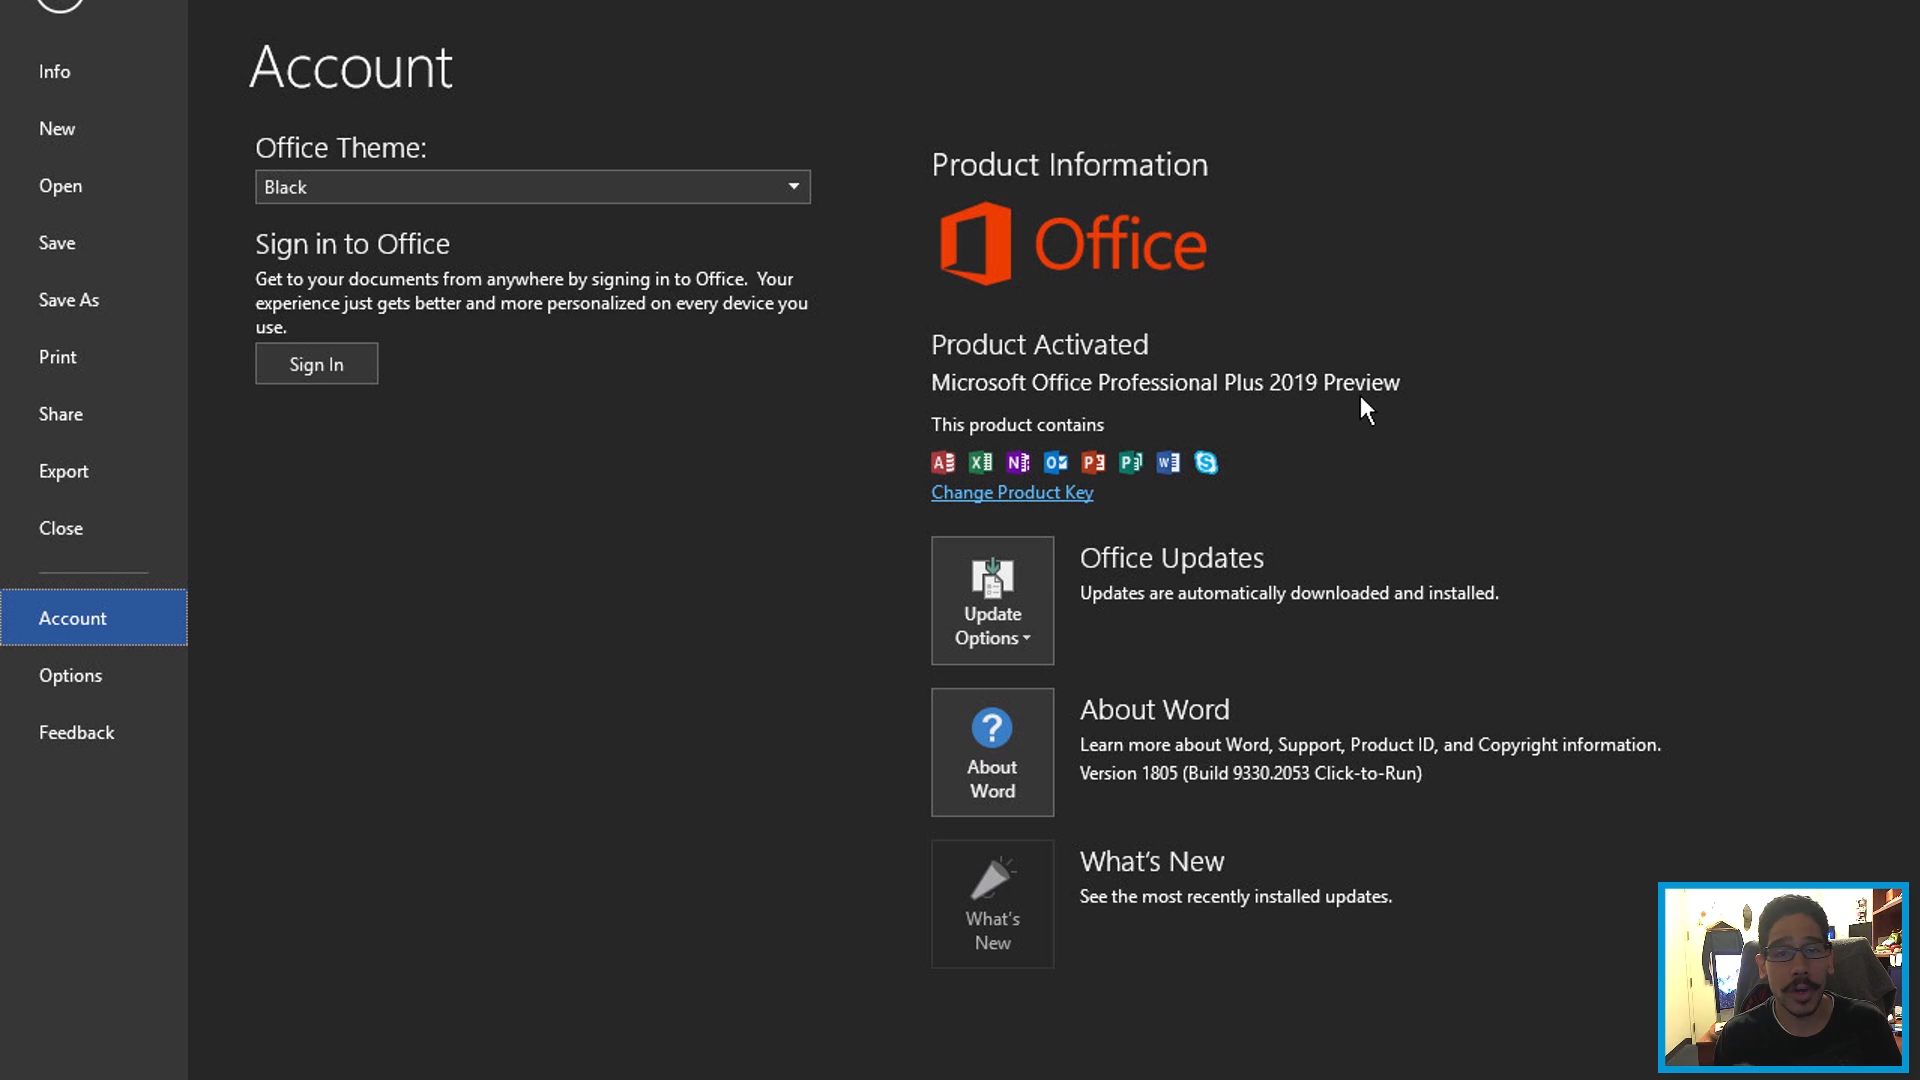 Info
New
Open
Save
Save As
Print
Share
Export
Close
Account
Options
Feedback
Account
Office Theme:
Black
Sign in to Office
Get to your documents from anywhere by signing in to Office. Your
experience just gets better and more personalized on every device you
use.
Sign In
Product Information
Office
Product Activated
Microsoft Office Professional Plus 2019 Preview
This product contains
A X N O P P W S
Change Product Key
Update
Options
Office Updates
Updates are automatically downloaded and installed.
?
About
Word
About Word
Learn more about Word, Support, Product ID, and Copyright information.
Version 1805 (Build 9330.2053 Click-to-Run)
What's
New
What's New
See the most recently installed updates.